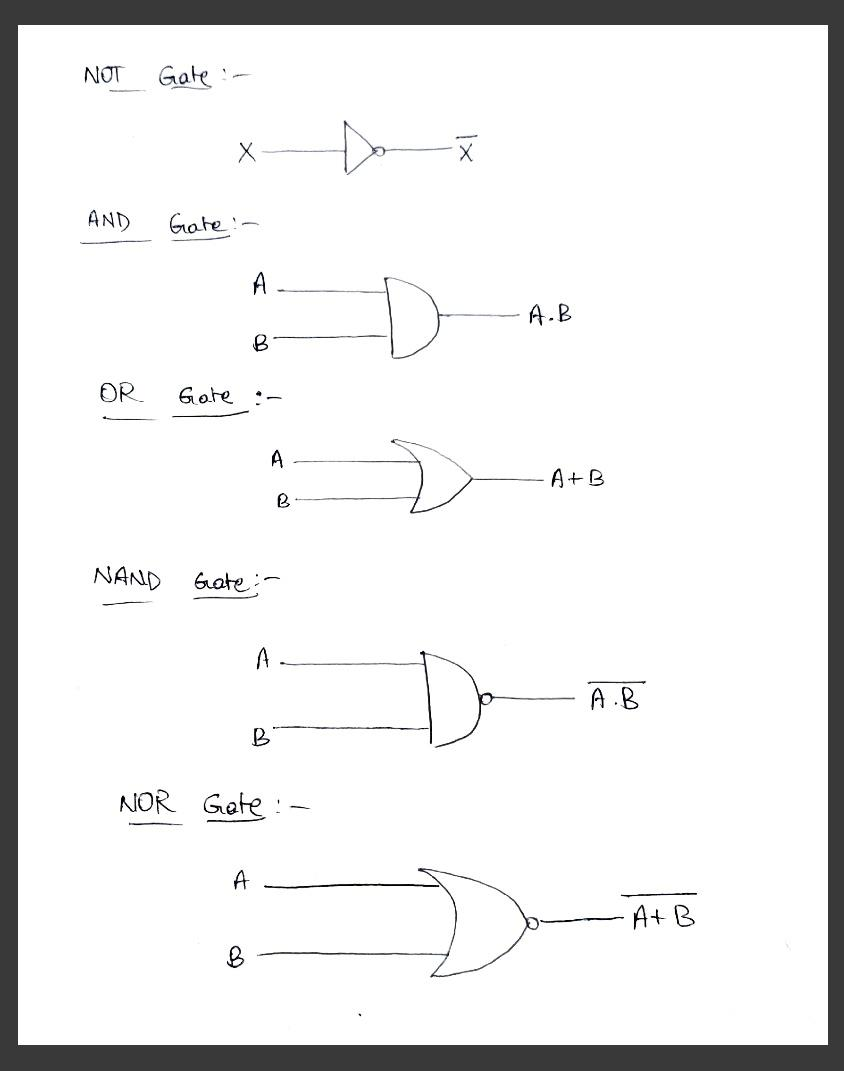 NOT Gate :-
X X̅
AND Gate :-
A
A.B
B
OR Gate :-
A
A+B
B
NAND Gate :-
A
A̅.̅B̅
B
NOR Gate :-
A
A̅+̅B̅
B